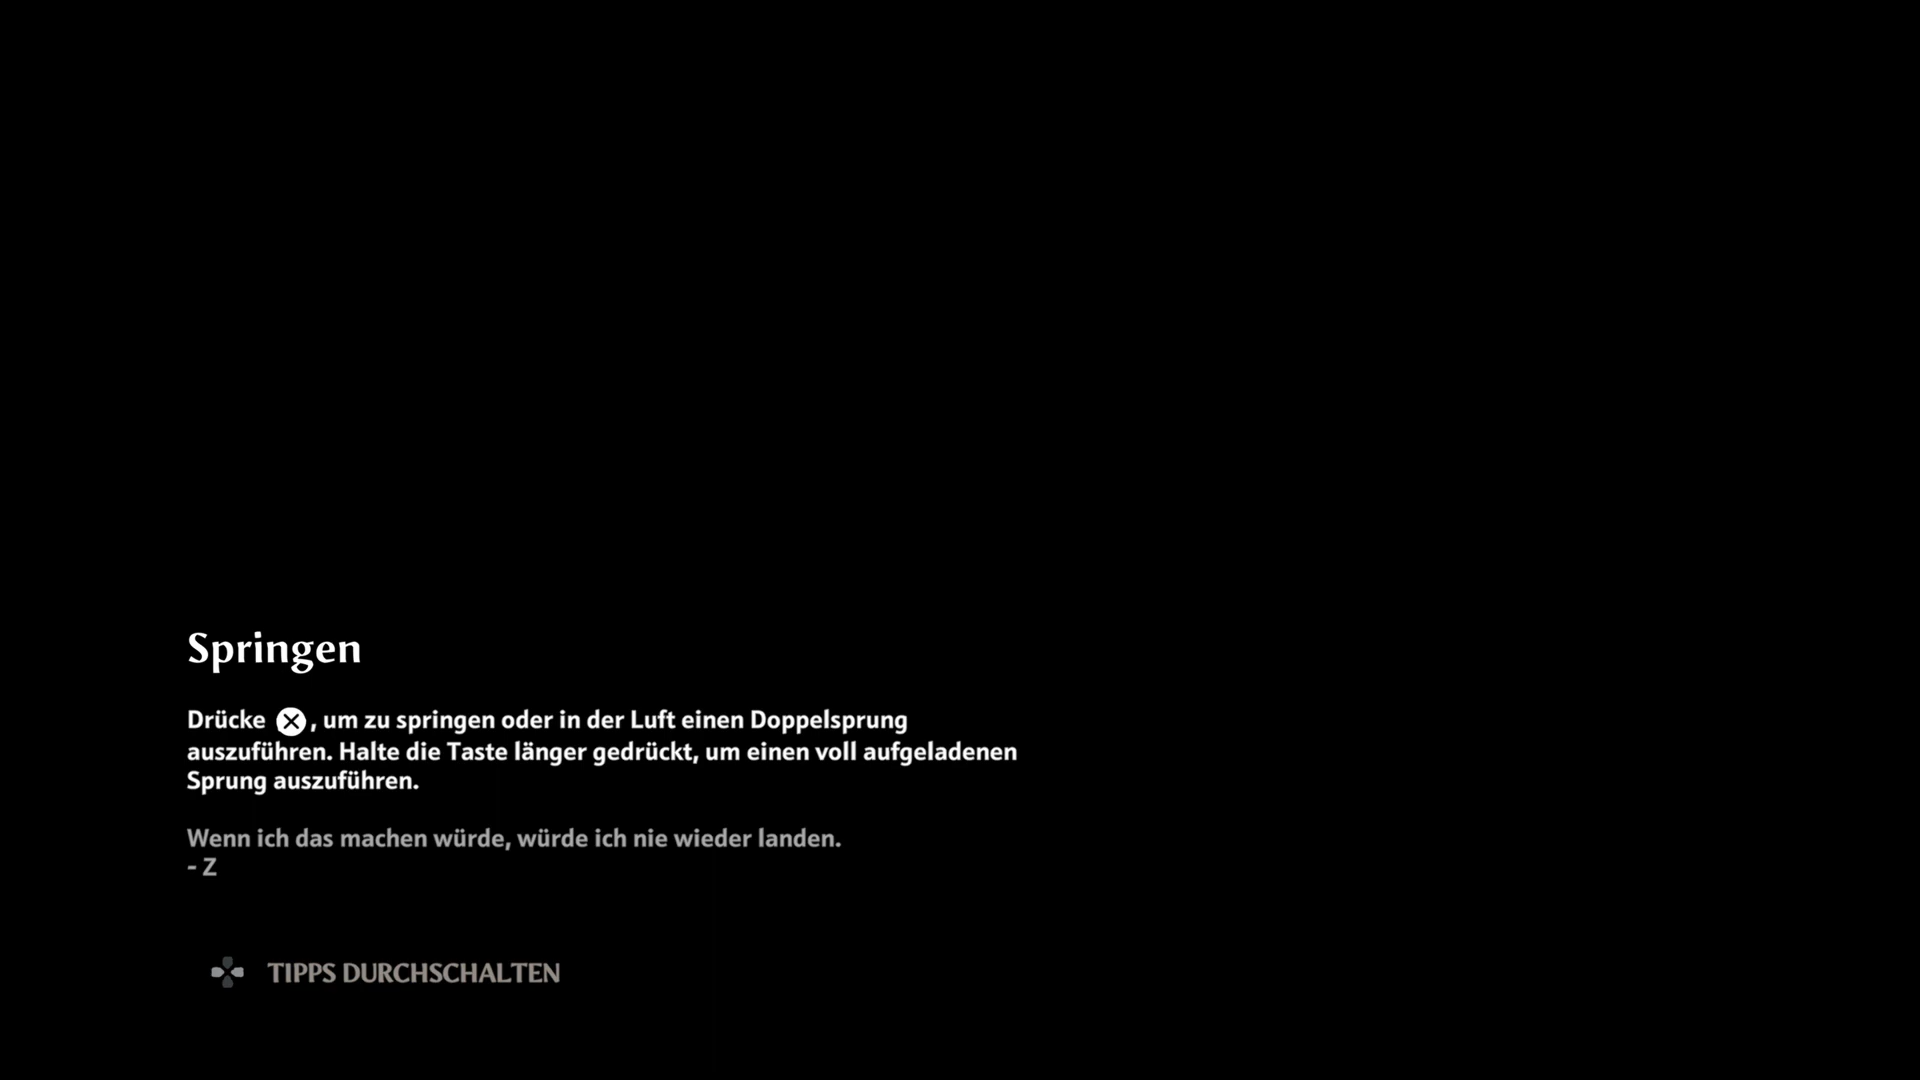 Springen
Drücke ⓧ, um zu springen oder in der Luft einen Doppelsprung
auszuführen. Halte die Taste länger gedrückt, um einen voll aufgeladenen
Sprung auszuführen.
Wenn ich das machen würde, würde ich nie wieder landen.
- Z
TIPPS DURCHSCHALTEN